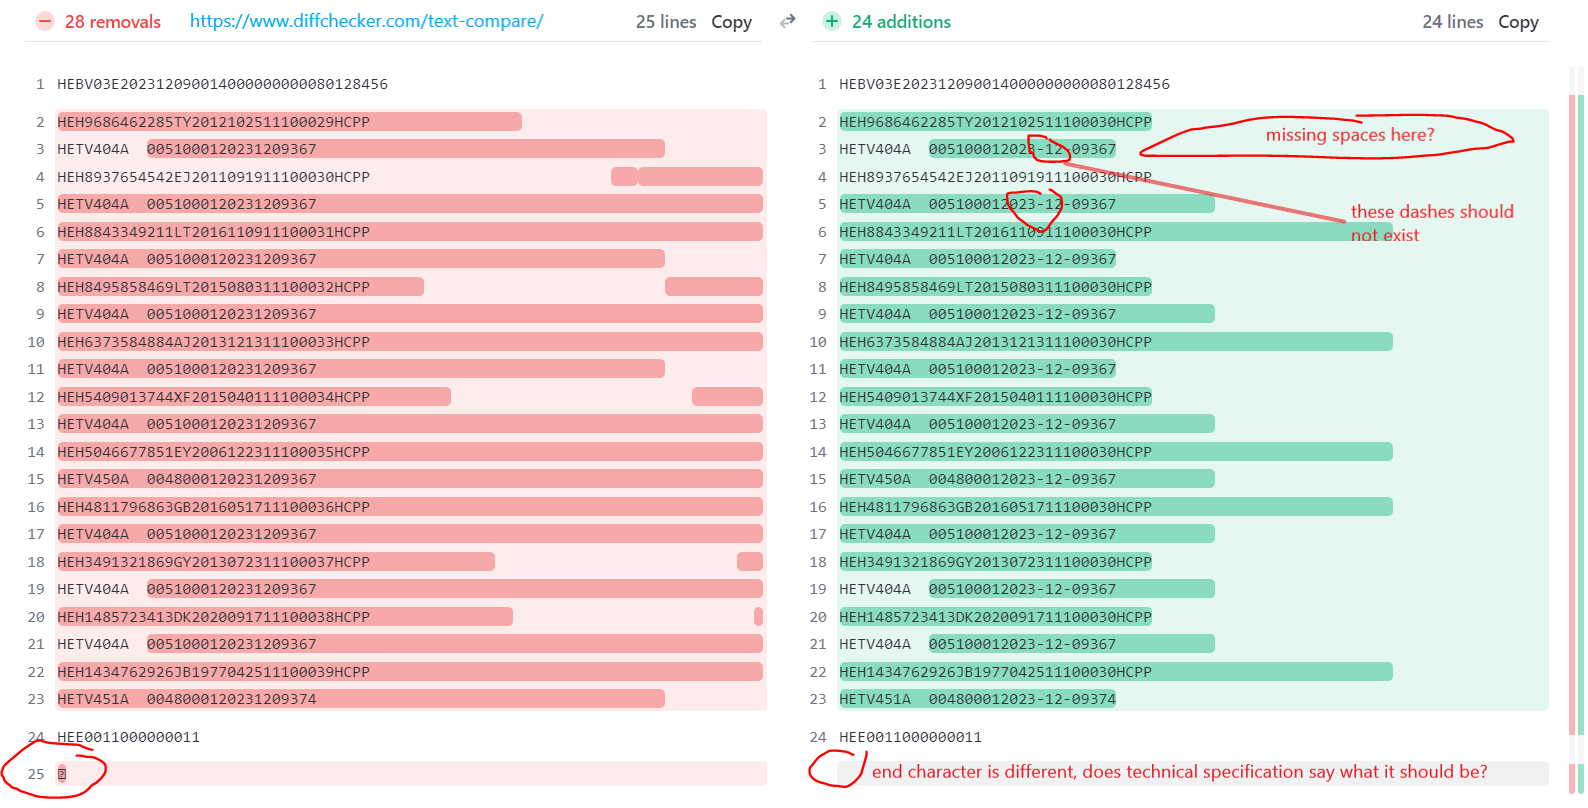 28 removals https://www.diffchecker.com/text-compare/ 25 lines Copy
24 additions 24 lines Copy
1 HEBV03E202312090014000000000080128456
2 HEH9686462285TY2012102511100029HCPP
3 HETV404A  0051000120231209367
4 HEH8937654542EJ2011091911100030HCPP
5 HETV404A  0051000120231209367
6 HEH8843349211LT2016110911100031HCPP
7 HETV404A  0051000120231209367
8 HEH8495858469LT2015080311100032HCPP
9 HETV404A  0051000120231209367
10 HEH6373584884AJ2013121311100033HCPP
11 HETV404A  0051000120231209367
12 HEH5409013744XF2015040111100034HCPP
13 HETV404A  0051000120231209367
14 HEH5046677851EY2006122311100035HCPP
15 HETV450A  0048000120231209367
16 HEH4811796863GB2016051711100036HCPP
17 HETV404A  0051000120231209367
18 HEH3491321869GY2013072311100037HCPP
19 HETV404A  0051000120231209367
20 HEH1485723413DK2020091711100038HCPP
21 HETV404A  0051000120231209367
22 HEH1434762926JB1977042511100039HCPP
23 HETV451A  0048000120231209374
24 HEE0011000000011
25
1 HEBV03E202312090014000000000080128456
2 HEH9686462285TY2012102511100030HCPP
missing spaces here?
3 HETV404A  005100012023-12-09367
4 HEH8937654542EJ2011091911100030HCPP
5 HETV404A  005100012023-12-09367
these dashes should
not exist
6 HEH8843349211LT2016110911100030HCPP
7 HETV404A  005100012023-12-09367
8 HEH8495858469LT2015080311100030HCPP
9 HETV404A  005100012023-12-09367
10 HEH6373584884AJ2013121311100030HCPP
11 HETV404A  005100012023-12-09367
12 HEH5409013744XF2015040111100030HCPP
13 HETV404A  005100012023-12-09367
14 HEH5046677851EY2006122311100030HCPP
15 HETV450A  004800012023-12-09367
16 HEH4811796863GB2016051711100030HCPP
17 HETV404A  005100012023-12-09367
18 HEH3491321869GY2013072311100030HCPP
19 HETV404A  005100012023-12-09367
20 HEH1485723413DK2020091711100030HCPP
21 HETV404A  005100012023-12-09367
22 HEH1434762926JB1977042511100030HCPP
23 HETV451A  004800012023-12-09374
24 HEE0011000000011
end character is different, does technical specification say what it should be?